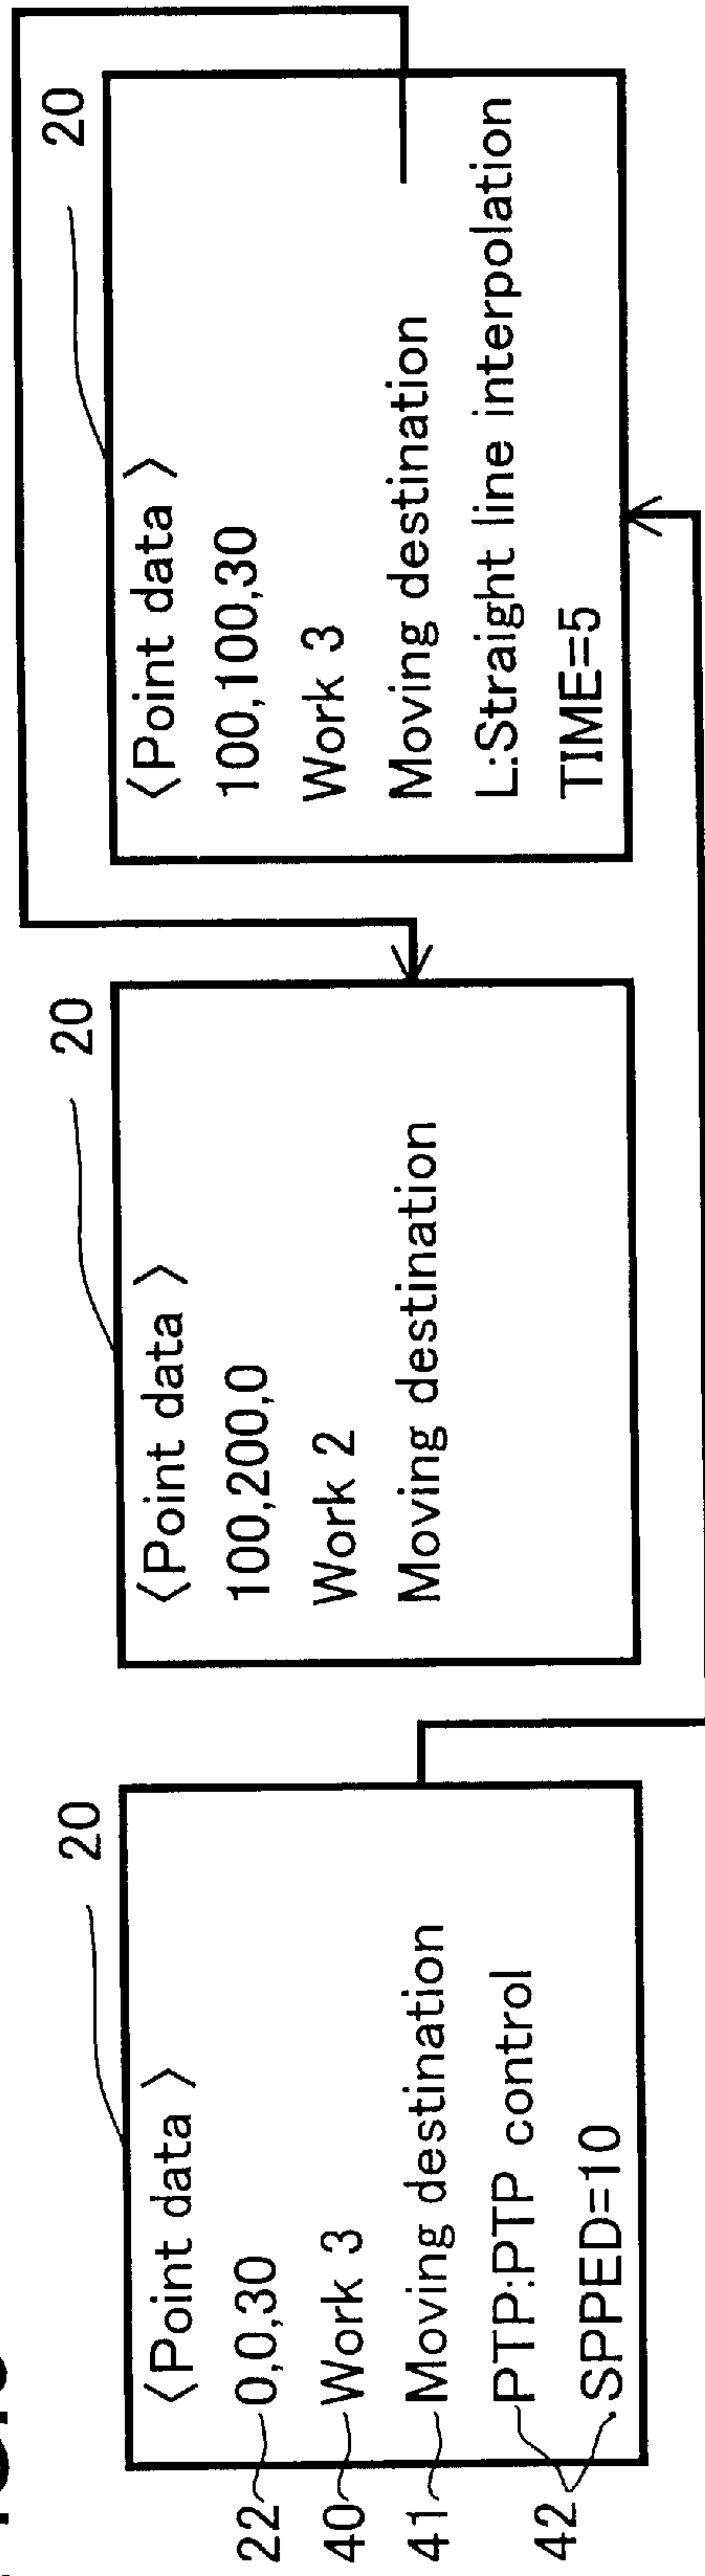 20
〈Point data〉
22
0,0,30
40
Work 3
41
Moving destination
42
PTP:PTP control
SPPED=10
20
〈Point data〉
100,200,0
Work 2
Moving destination
20
〈Point data〉
100,100,30
Work 3
Moving destination
L:Straight line interpolation
TIME=5